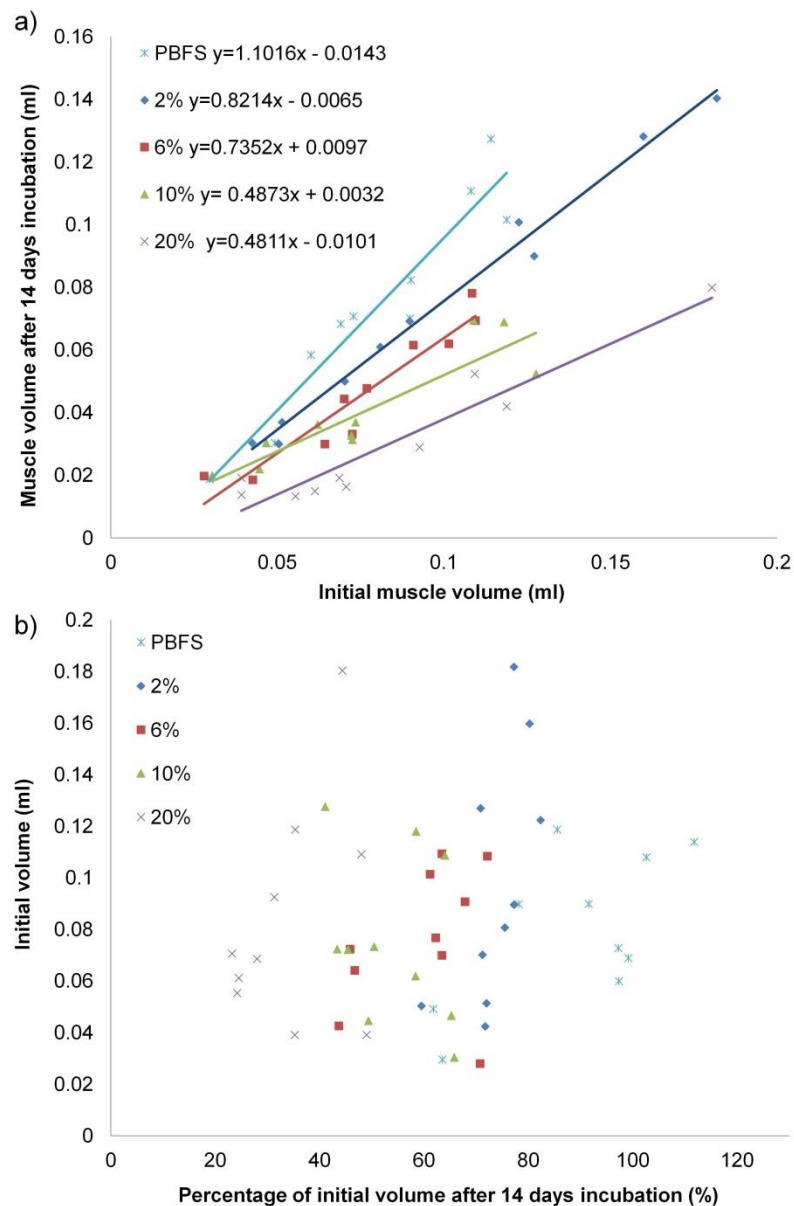 a)
0.16
0.14
0.12
0.1
0.08
0.06
0.04
0.02
0
Muscle volume after 14 days incubation (ml)
PBFS y=1.1016x - 0.0143
2% y=0.8214x - 0.0065
6% y=0.7352x + 0.0097
10% y= 0.4873x + 0.0032
20% y=0.4811x - 0.0101
0 0.05 0.1 0.15 0.2
Initial muscle volume (ml)
b)
0.2
0.18
0.16
0.14
0.12
0.1
0.08
0.06
0.04
0.02
0
Initial volume (ml)
PBFS
2%
6%
10%
20%
0 20 40 60 80 100 120
Percentage of initial volume after 14 days incubation (%)